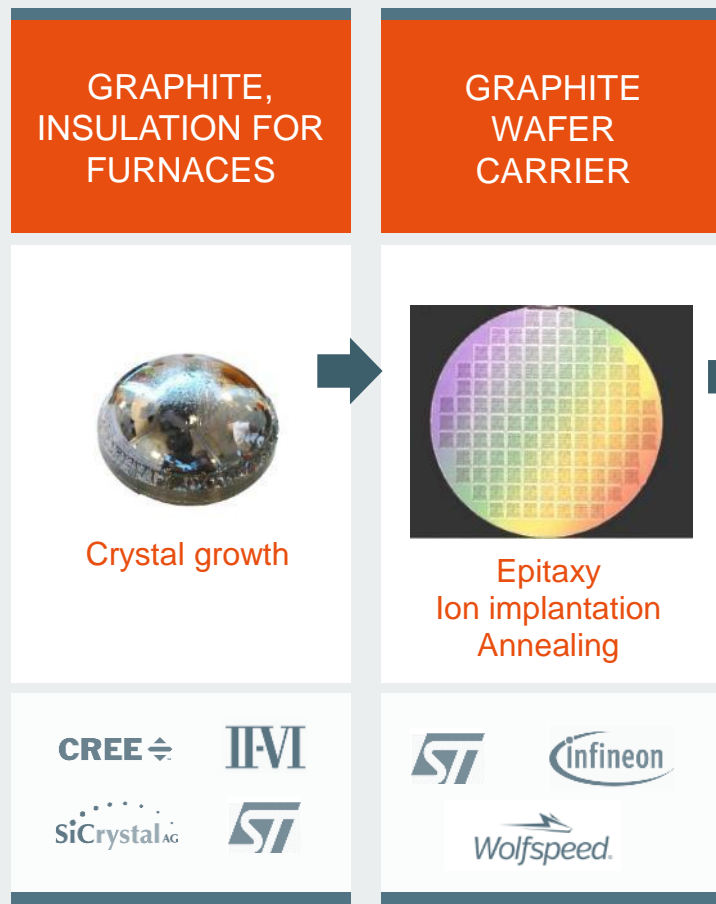 GRAPHITE,
INSULATION FOR
FURNACES
Crystal growth
CREE
II-VI
SiCrystal AG
ST
GRAPHITE
WAFER
CARRIER
Epitaxy
Ion implantation
Annealing
ST
infineon
Wolfspeed.